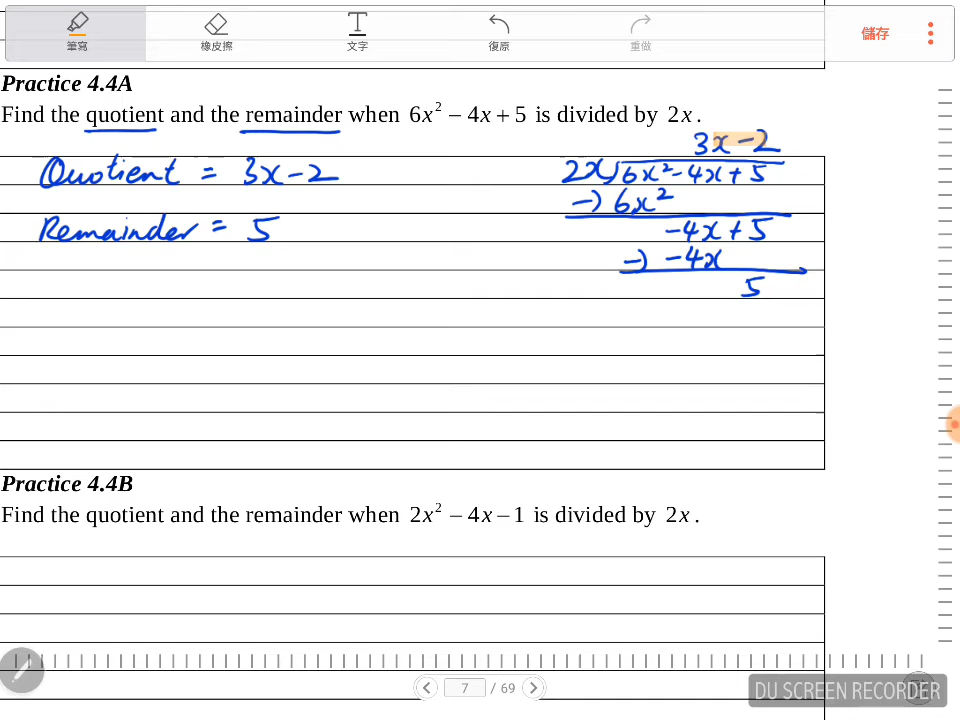 筆寫 橡皮擦 文字 復原 重做 儲存
Practice 4.4A
Find the quotient and the remainder when 6x² − 4x + 5 is divided by 2x.
3x − 2
Quotient = 3x − 2
2x)6x² − 4x + 5
−) 6x²
Remainder = 5
−4x + 5
−) −4x
5
Practice 4.4B
Find the quotient and the remainder when 2x² − 4x − 1 is divided by 2x.
7 / 69
DU SCREEN RECORDER